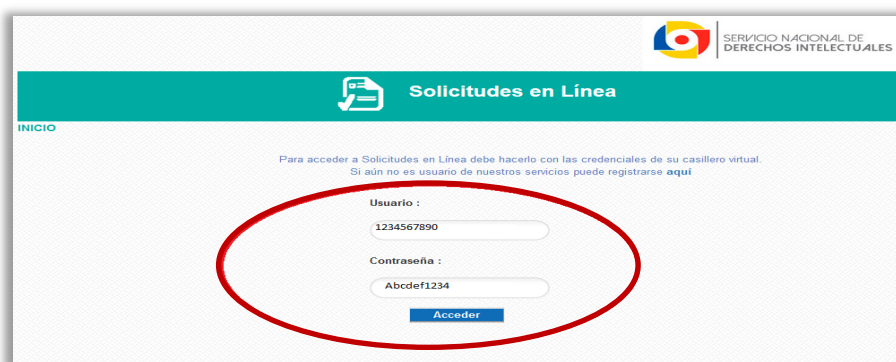 SERVICIO NACIONAL DE
DERECHOS INTELECTUALES
Solicitudes en Línea
INICIO
Para acceder a Solicitudes en Línea debe hacerlo con las credenciales de su casillero virtual.
Si aún no es usuario de nuestros servicios puede registrarse aquí
Usuario :
1234567890
Contraseña :
Abcdef1234
Acceder